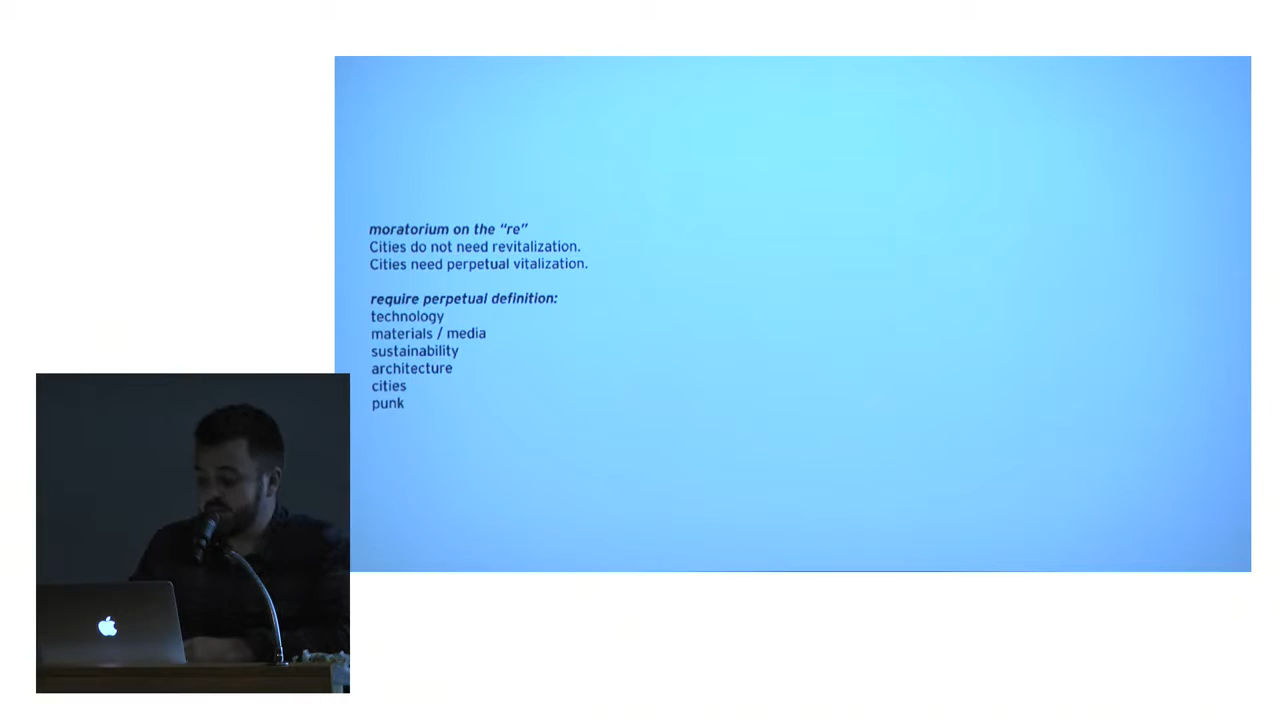 moratorium on the “re”
Cities do not need revitalization.
Cities need perpetual vitalization.
require perpetual definition:
technology
materials / media
sustainability
architecture
cities
punk